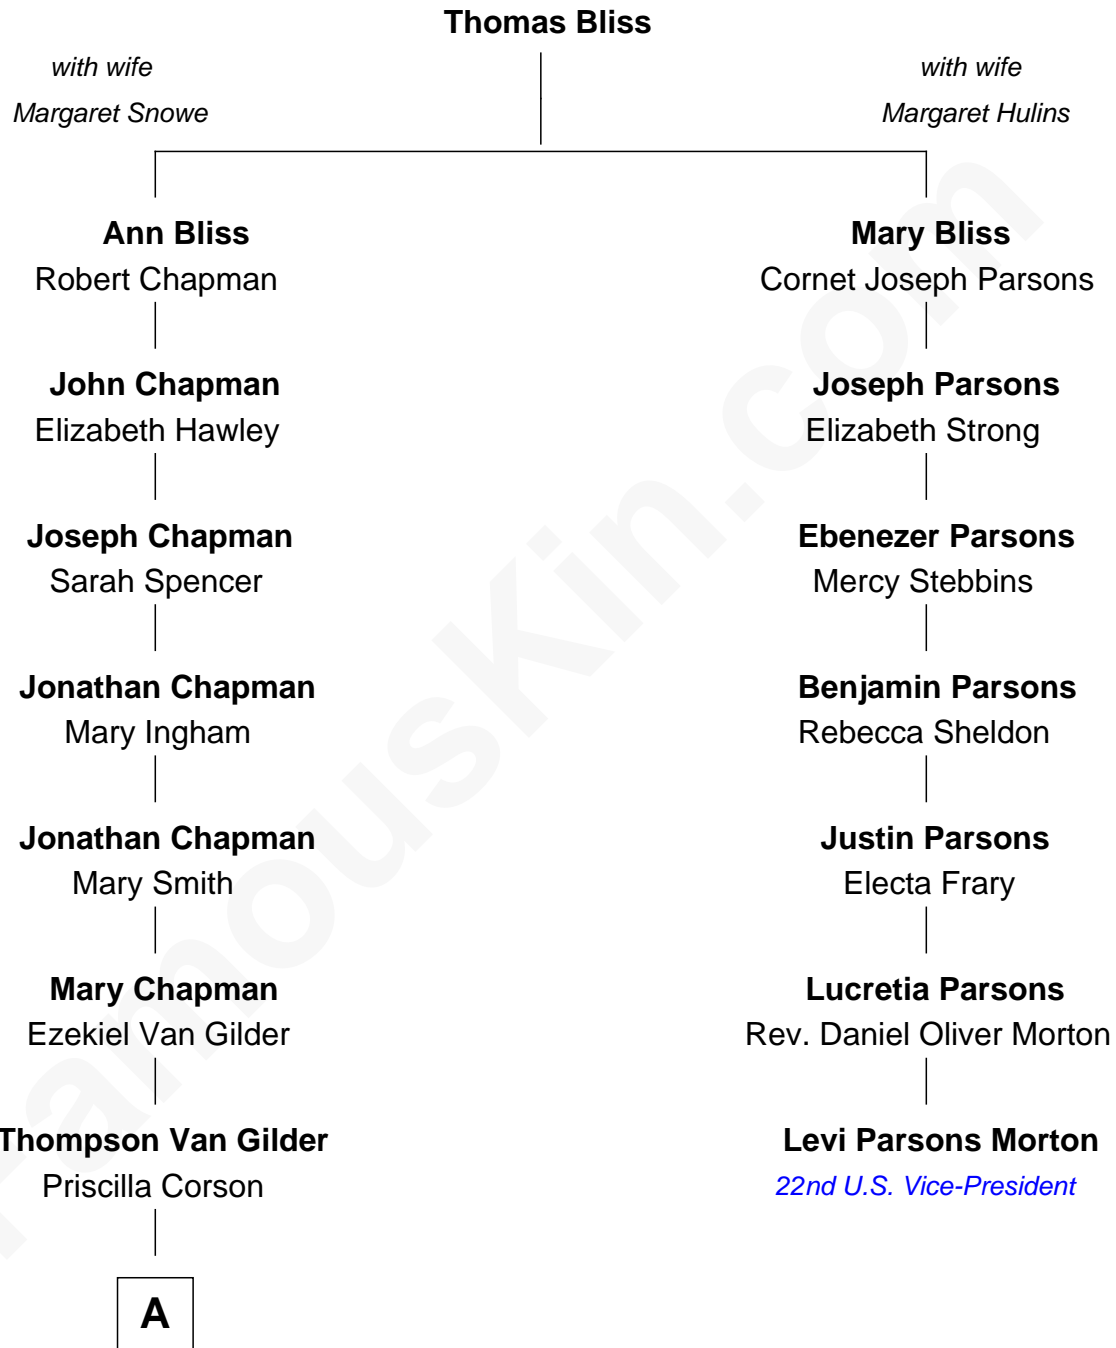 Thomas Bliss
with wife
Margaret Snowe
with wife
Margaret Hulins
Ann Bliss
Robert Chapman
Mary Bliss
Cornet Joseph Parsons
John Chapman
Elizabeth Hawley
Joseph Parsons
Elizabeth Strong
Joseph Chapman
Sarah Spencer
Ebenezer Parsons
Mercy Stebbins
Jonathan Chapman
Mary Ingham
Benjamin Parsons
Rebecca Sheldon
Jonathan Chapman
Mary Smith
Justin Parsons
Electa Frary
Mary Chapman
Ezekiel Van Gilder
Lucretia Parsons
Rev. Daniel Oliver Morton
Thompson Van Gilder
Priscilla Corson
Levi Parsons Morton
22nd U.S. Vice-President
A
FamousKin.com